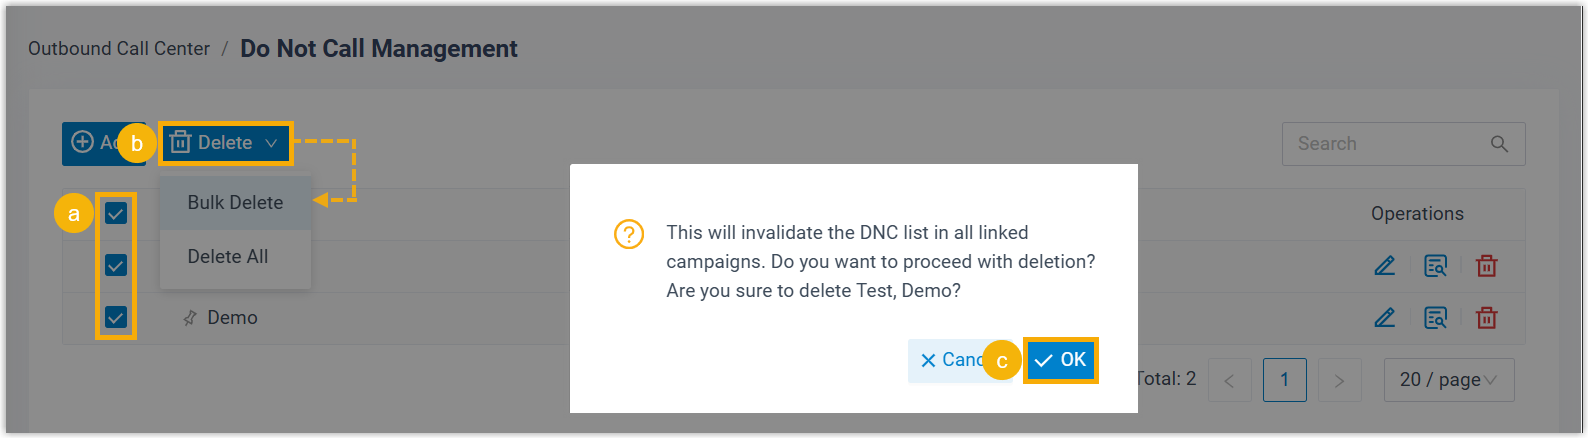 Outbound Call Center / Do Not Call Management
b Delete
Search
Bulk Delete
a
Delete All
Operations
Demo
This will invalidate the DNC list in all linked
campaigns. Do you want to proceed with deletion?
Are you sure to delete Test, Demo?
c OK
Total: 2
1
20 / page